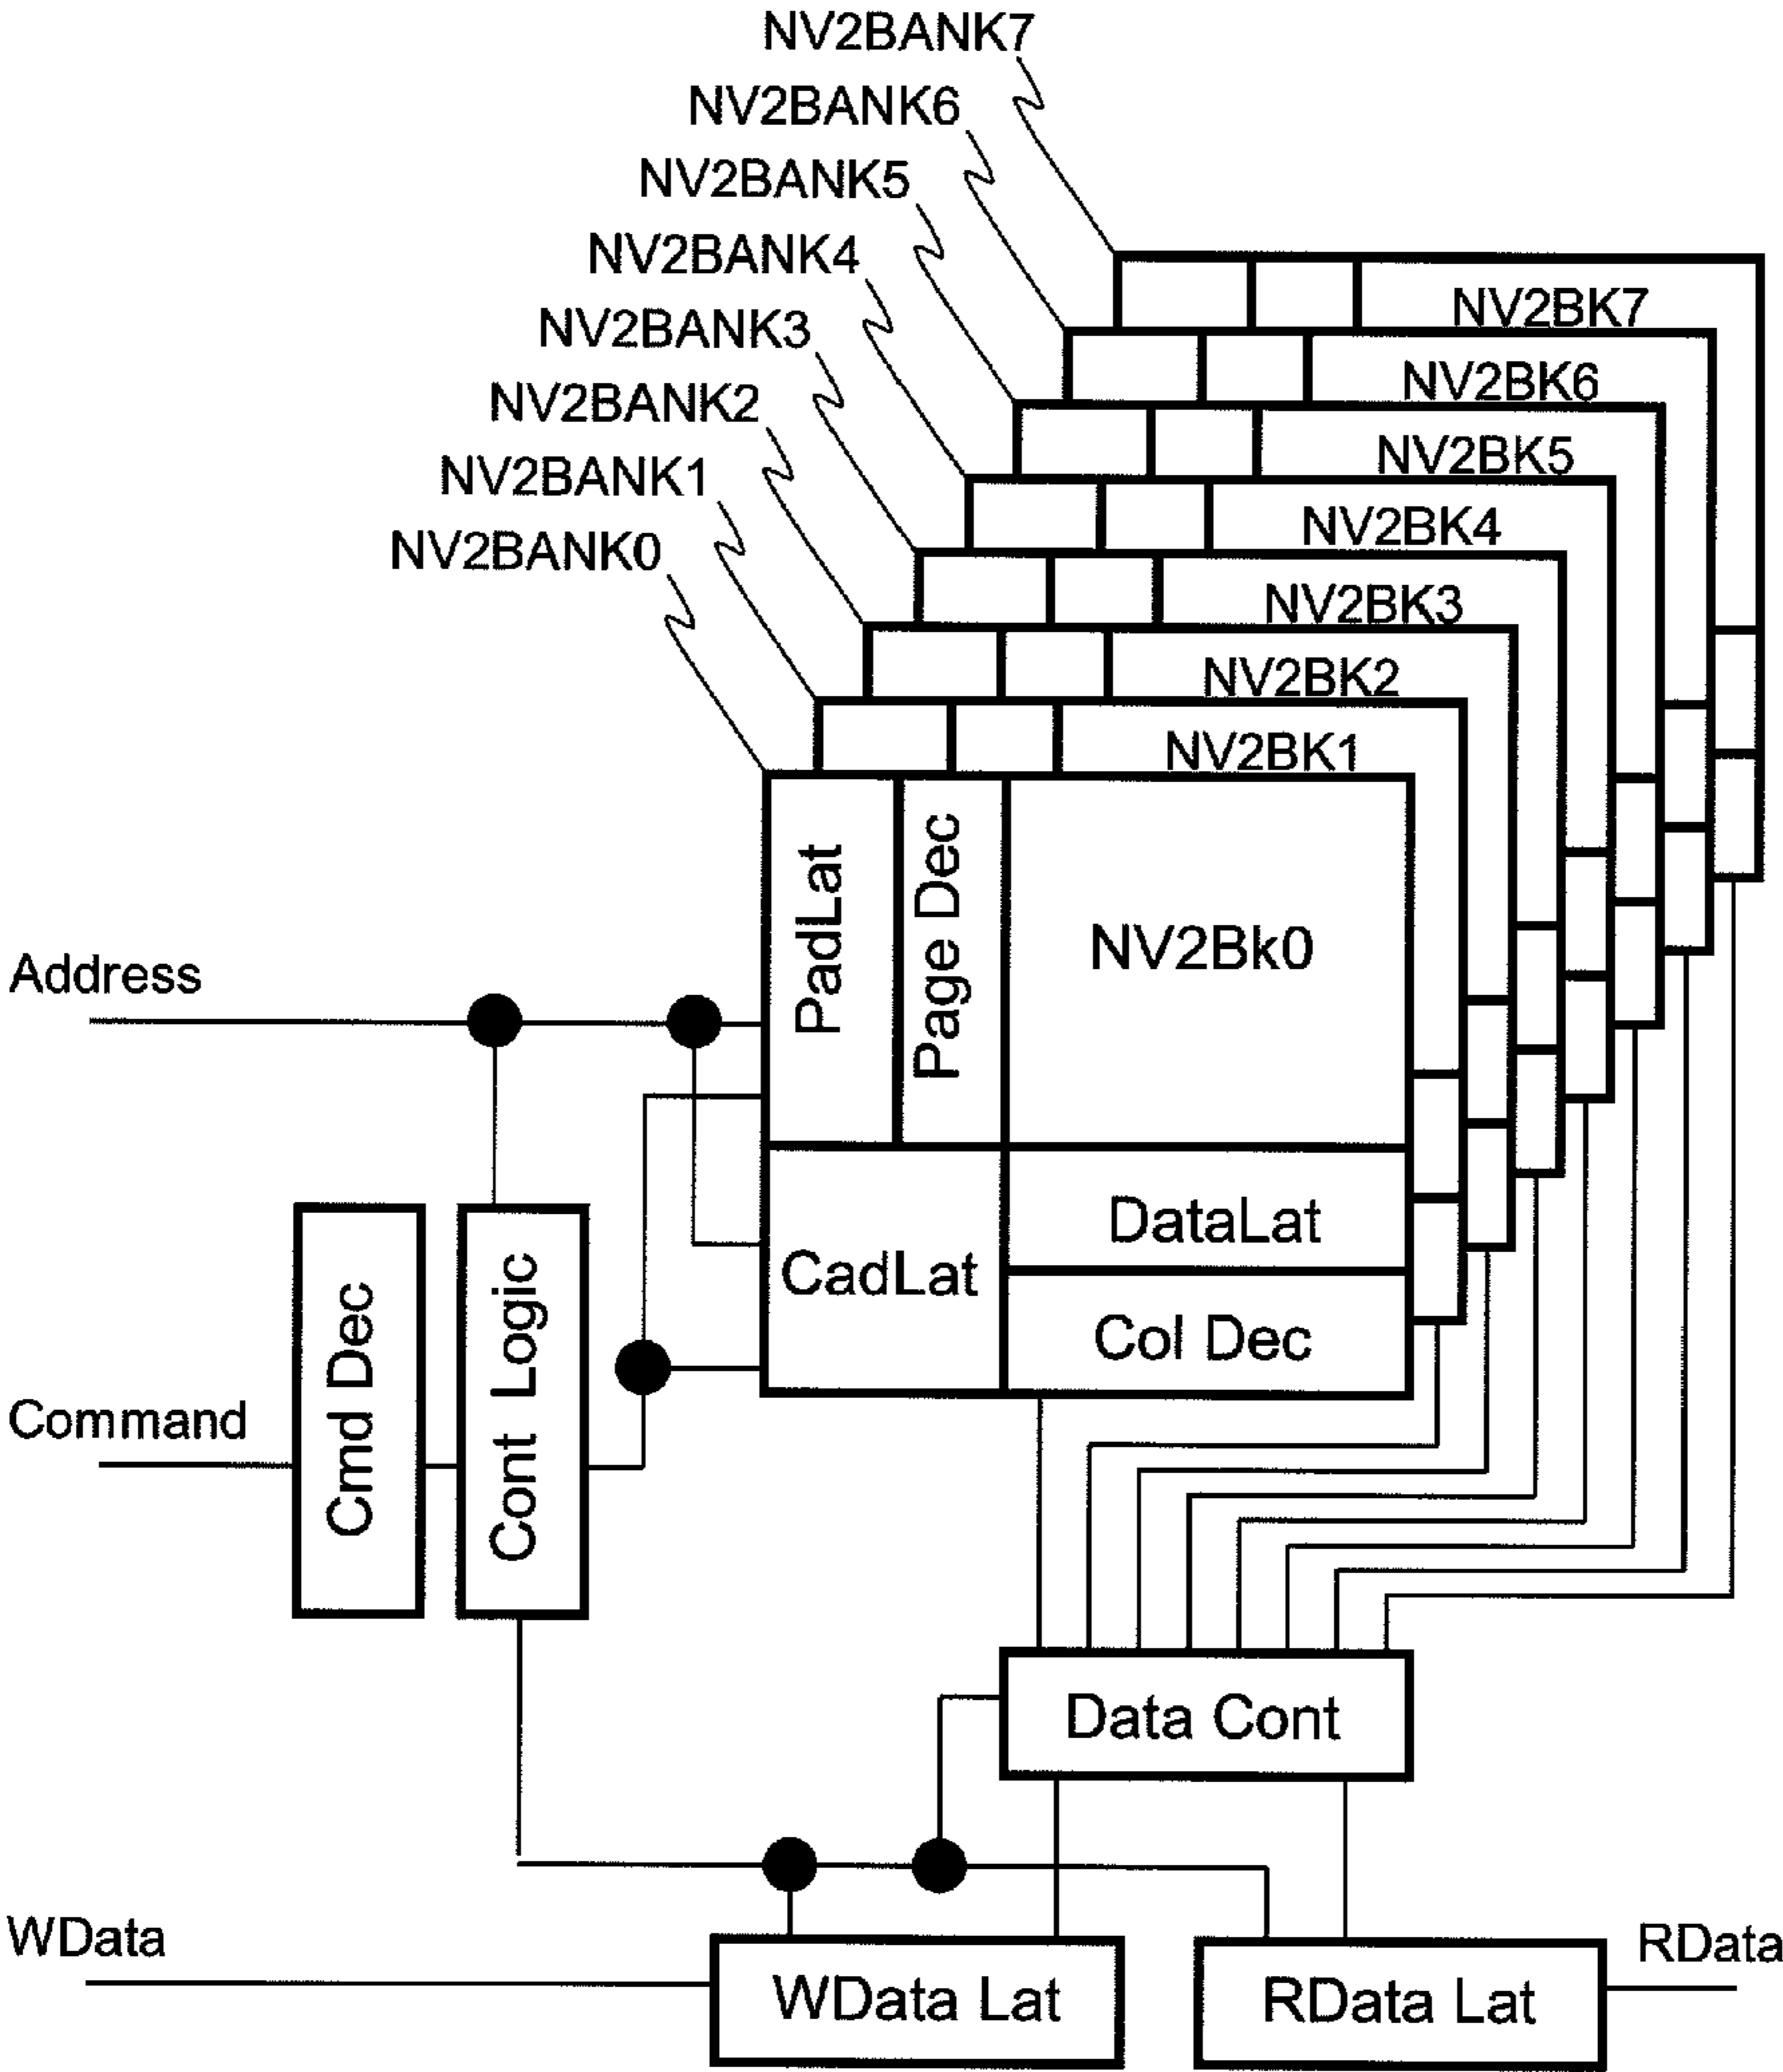 NV2BANK7
NV2BANK6
NV2BANK5
NV2BANK4
NV2BANK3
NV2BANK2
NV2BANK1
NV2BANK0
NV2BK7
NV2BK6
NV2BK5
NV2BK4
NV2BK3
NV2BK2
NV2BK1
PadLat
Page Dec
NV2Bk0
Address
DataLat
CadLat
Col Dec
Command
Cmd Dec
Cont Logic
Data Cont
WData
WData Lat
RData Lat
RData